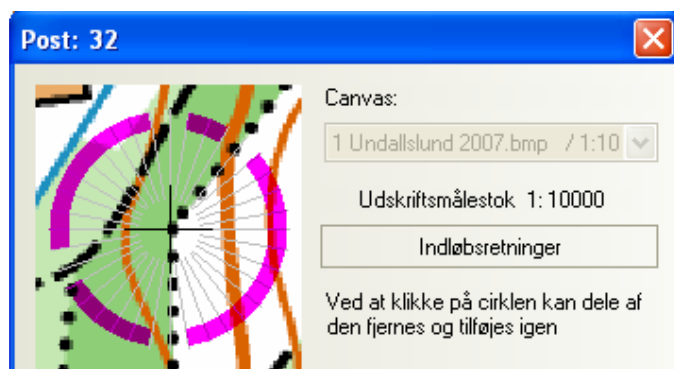 Post: 32
Canvas:
1 Undallslund 2007.bmp / 1:10
Udskriftsmålestok 1:10000
Indløbsretninger
Ved at klikke på cirklen kan dele af
den fjernes og tilføjes igen